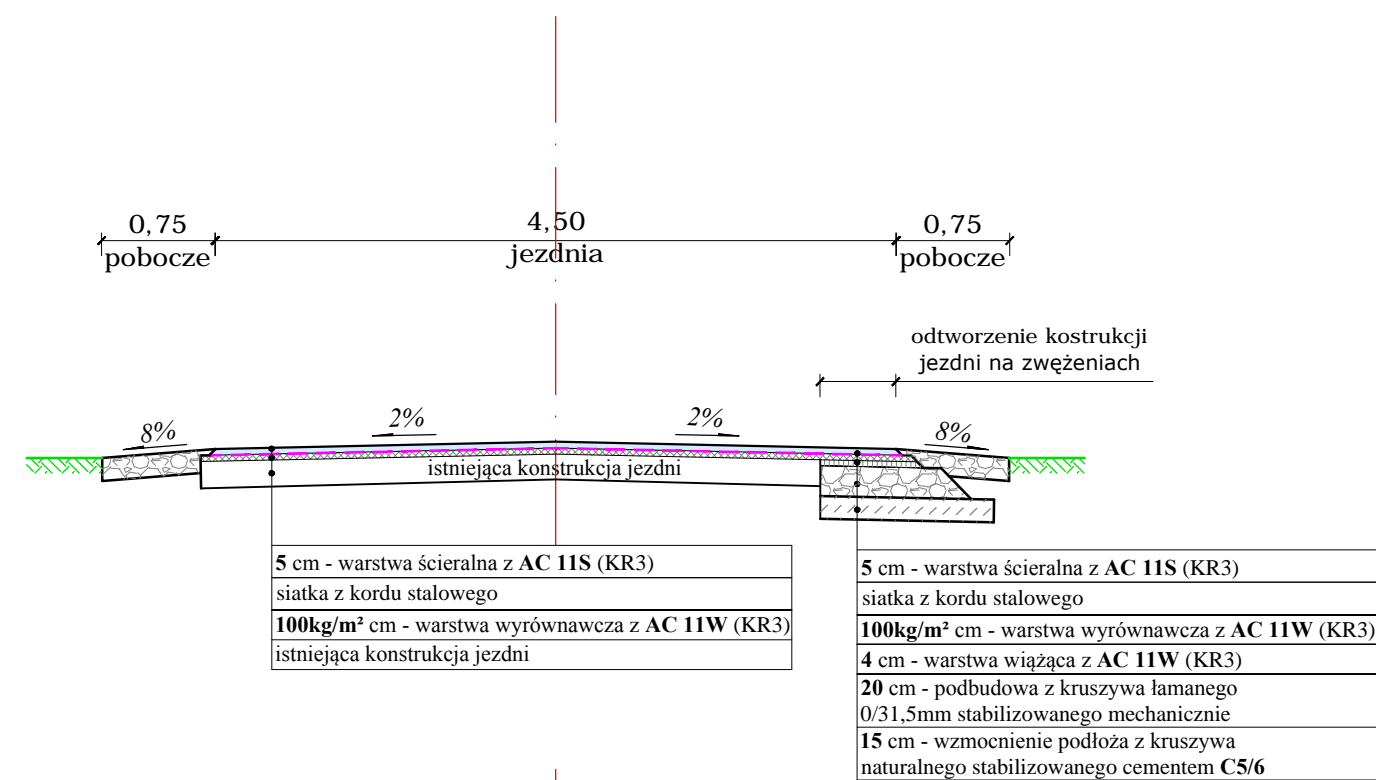 0,75
4,50
0,75
pobocze
jezdnia
pobocze
odtworzenie kostrukcji
jezdni na zwężeniach
8%
2%
2%
8%
istniejąca konstrukcja jezdni
5 cm - warstwa ścieralna z AC 11S (KR3)
siatka z kordu stalowego
100kg/m² cm - warstwa wyrównawcza z AC 11W (KR3)
istniejąca konstrukcja jezdni
5 cm - warstwa ścieralna z AC 11S (KR3)
siatka z kordu stalowego
100kg/m² cm - warstwa wyrównawcza z AC 11W (KR3)
4 cm - warstwa wiążąca z AC 11W (KR3)
20 cm - podbudowa z kruszywa łamanego
0/31,5mm stabilizowanego mechanicznie
15 cm - wzmocnienie podłoża z kruszywa
naturalnego stabilizowanego cementem C5/6